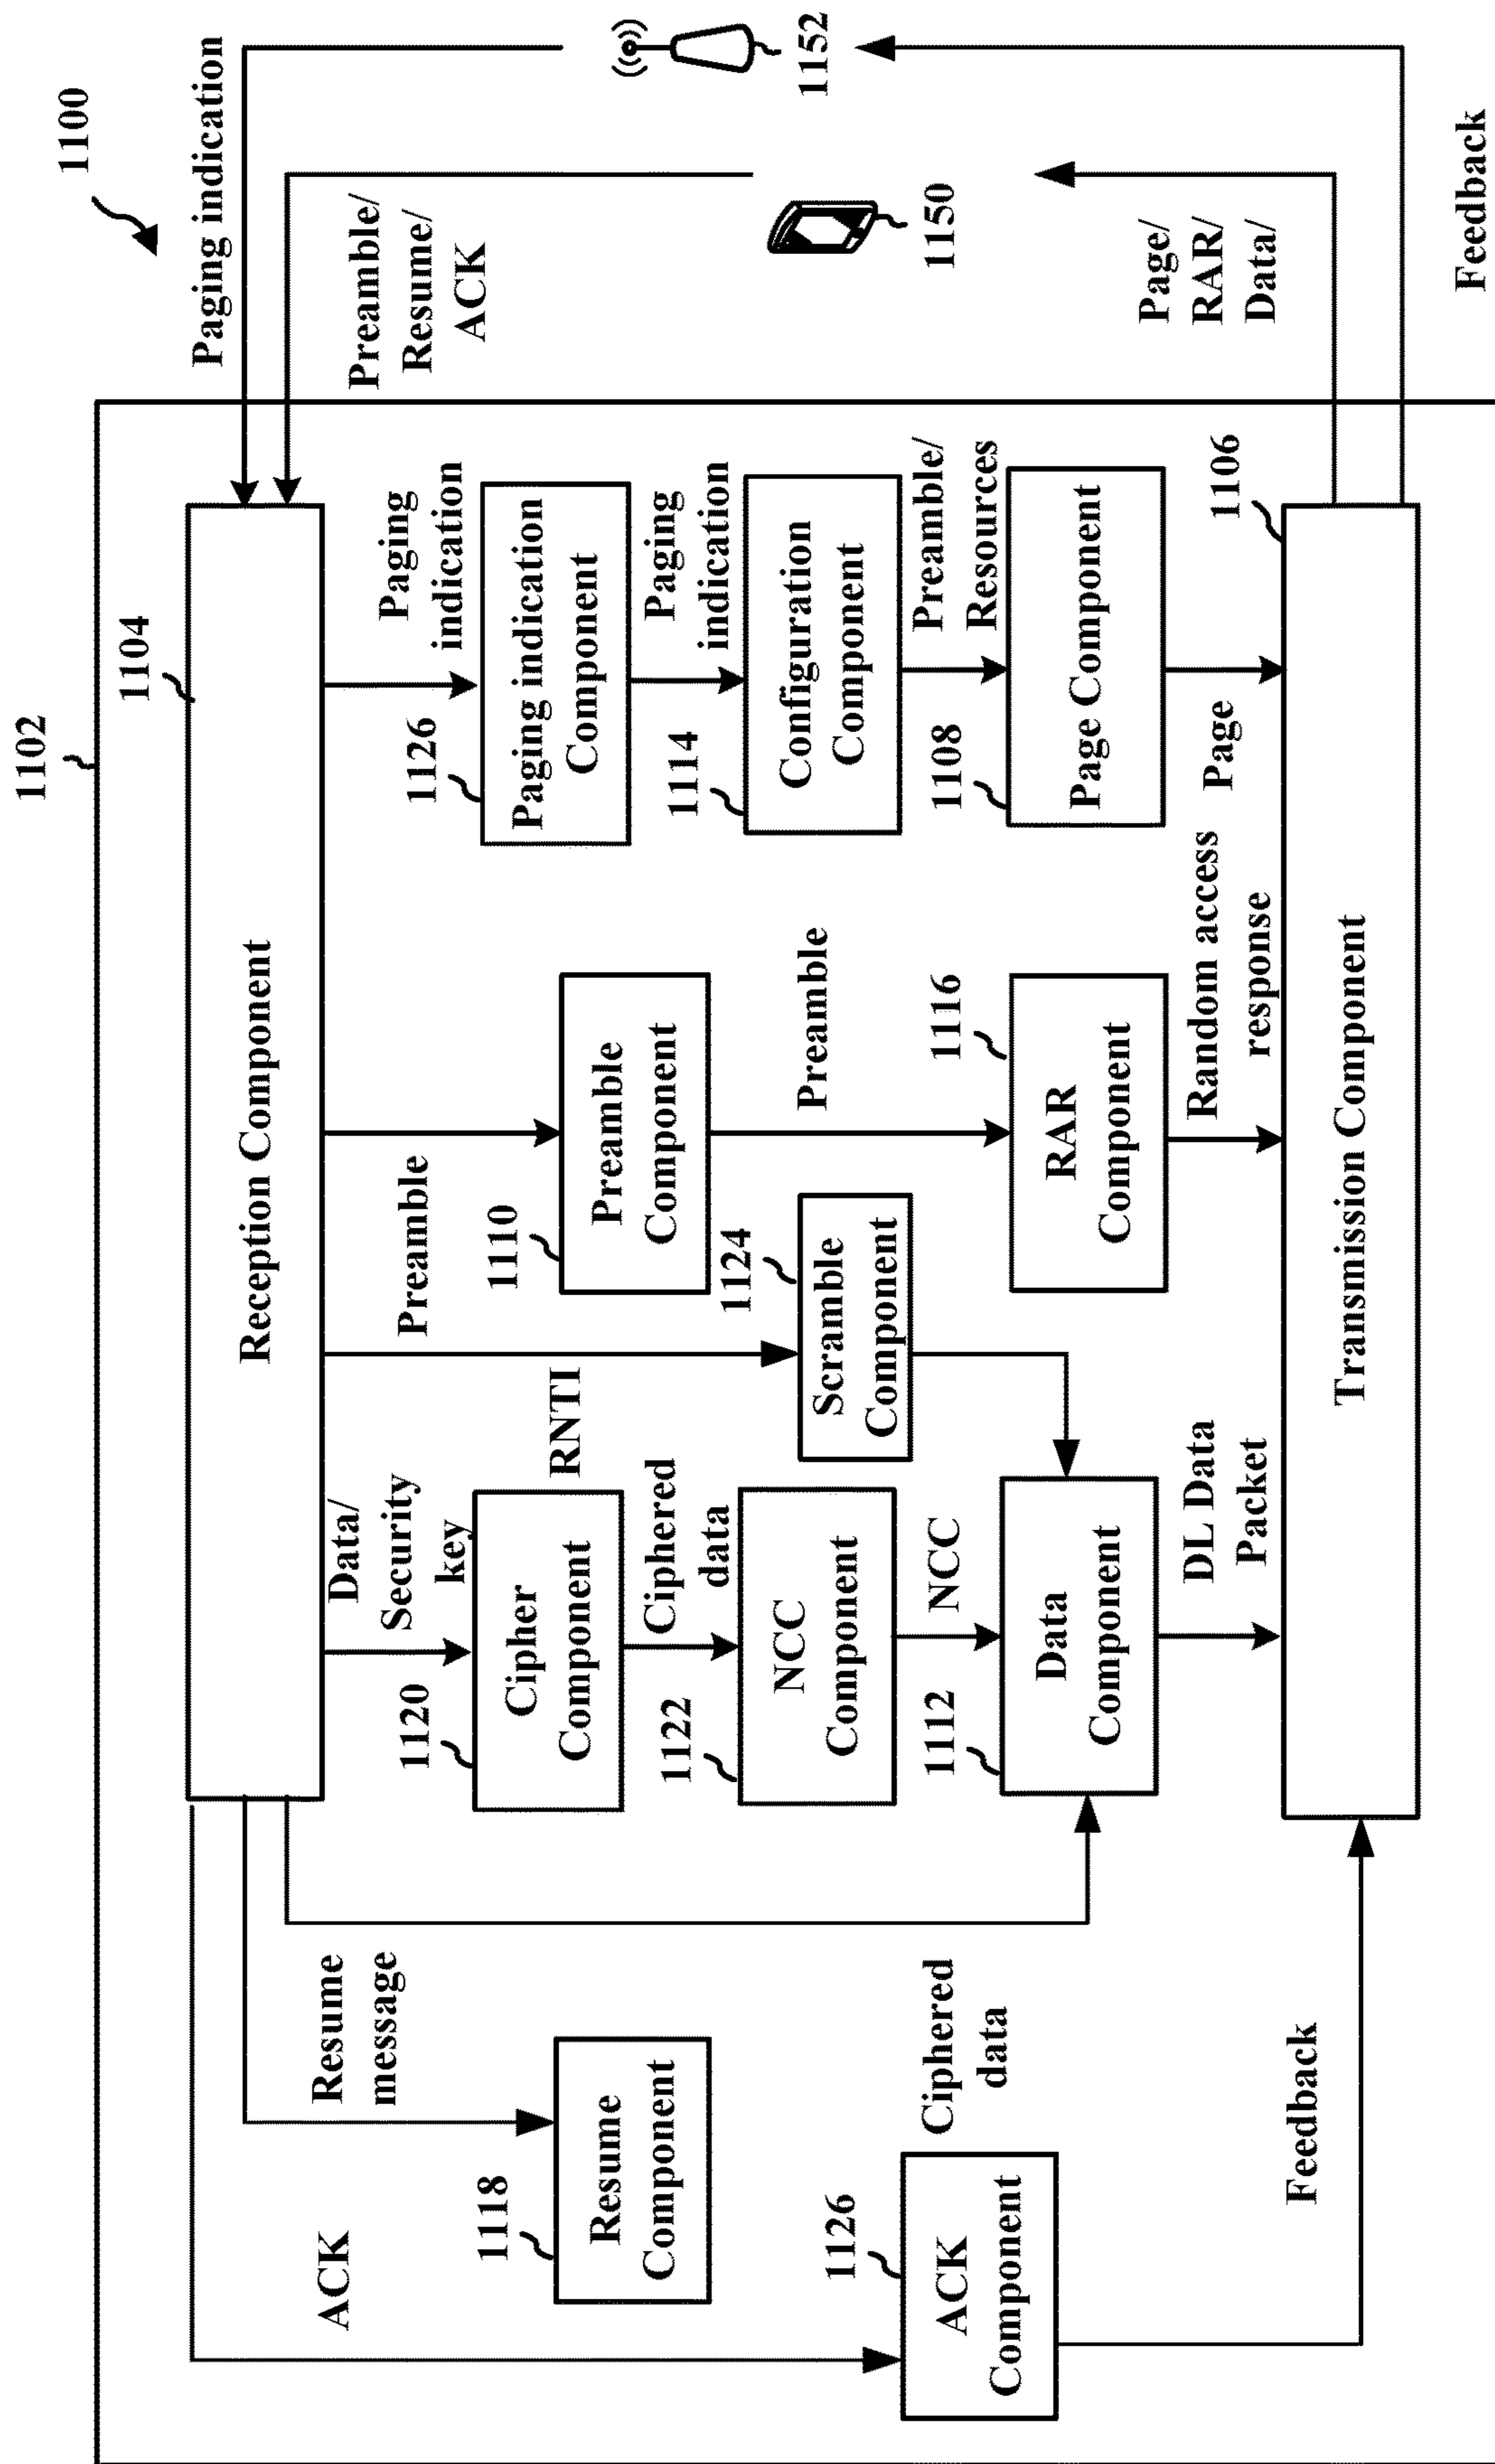 1102
1100
1104
Paging indication
Reception Component
Preamble/
Resume/
ACK
ACK
Resume
message
Data/
Security
key
Preamble
Paging
indication
1118
Resume
Component
1120
Cipher
Component
RNTI
1110
Preamble
Component
1126
Paging indication
Component
Ciphered
data
Paging
indication
1122
NCC
Component
1124
Scramble
Component
Preamble
1114
Configuration
Component
1150
1152
1126
ACK
Component
Ciphered
data
NCC
1112
Data
Component
1116
RAR
Component
Preamble/
Resources
1108
Page Component
DL Data
Packet
Random access
response
Page
1106
Page/
RAR/
Data/
Feedback
Transmission Component
Feedback